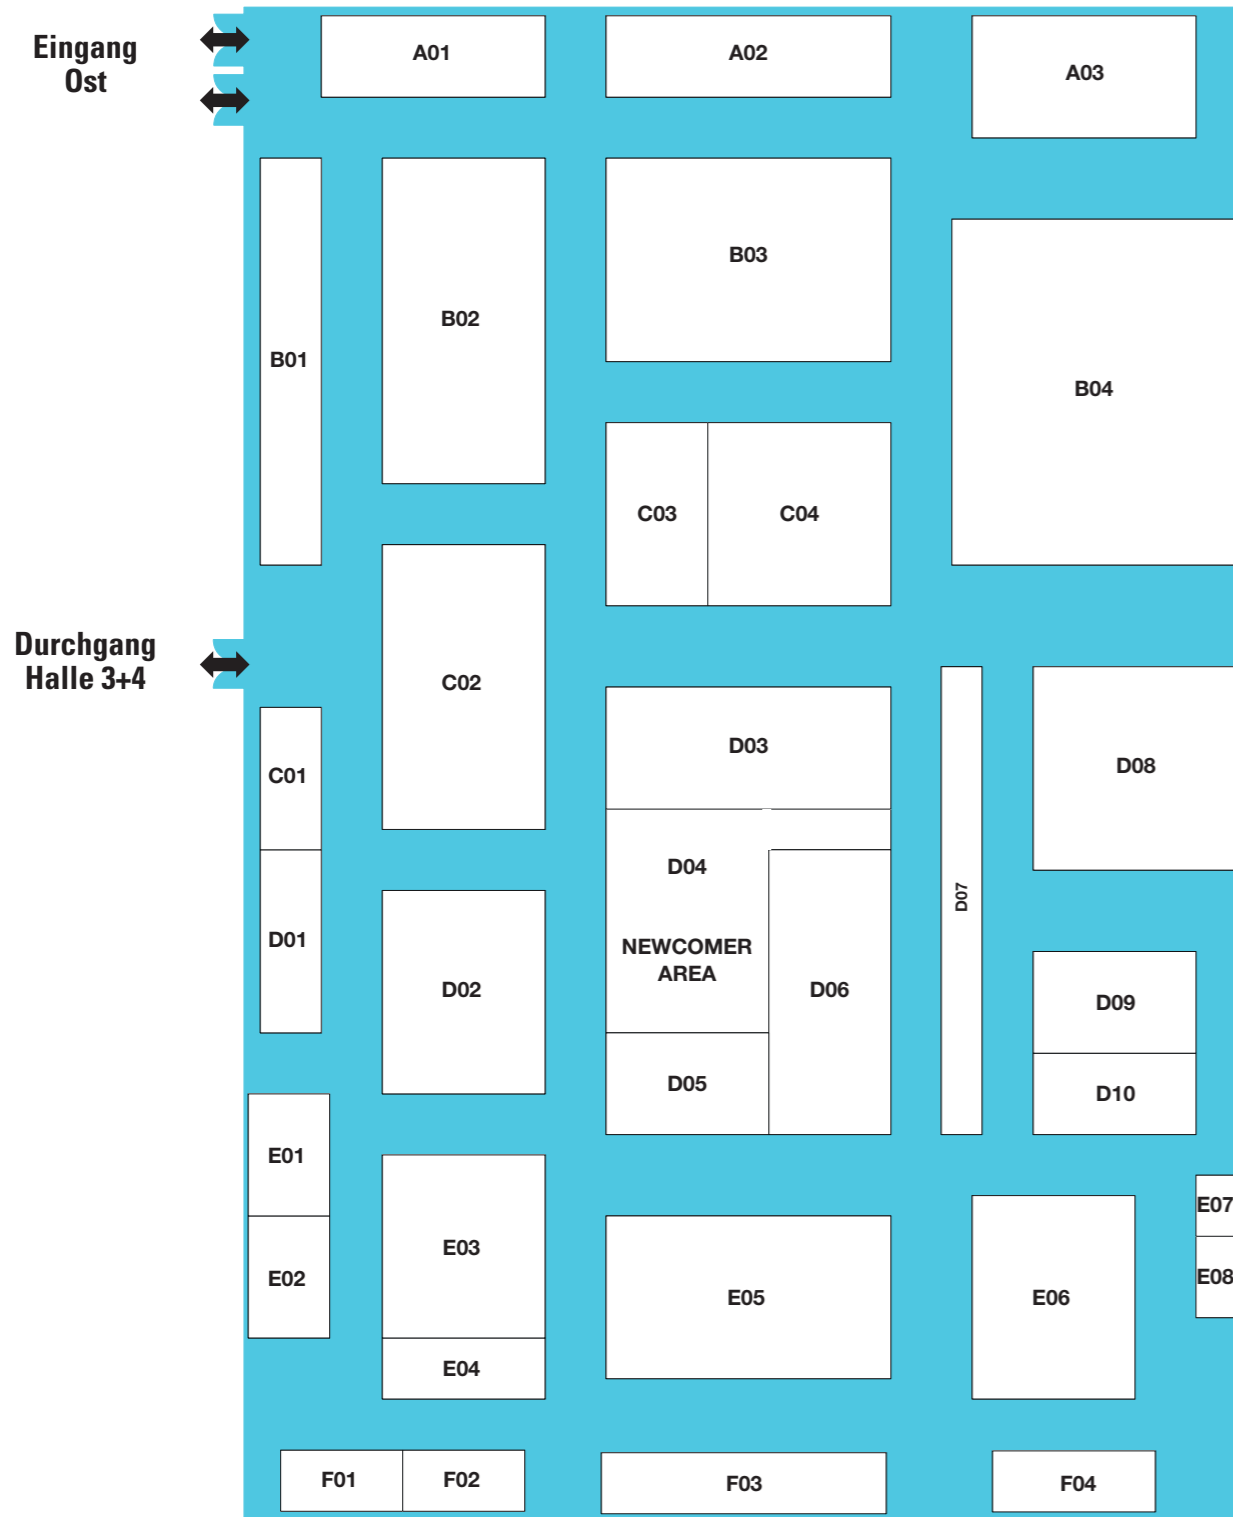 Eingang
Ost
A01
A02
A03
B01
B02
B03
B04
C03
C04
Durchgang
Halle 3+4
C02
C01
D03
D08
D04
D07
D01
NEWCOMER
AREA
D02
D06
D09
D05
D10
E01
E07
E03
E02
E05
E06
E08
E04
F01
F02
F03
F04